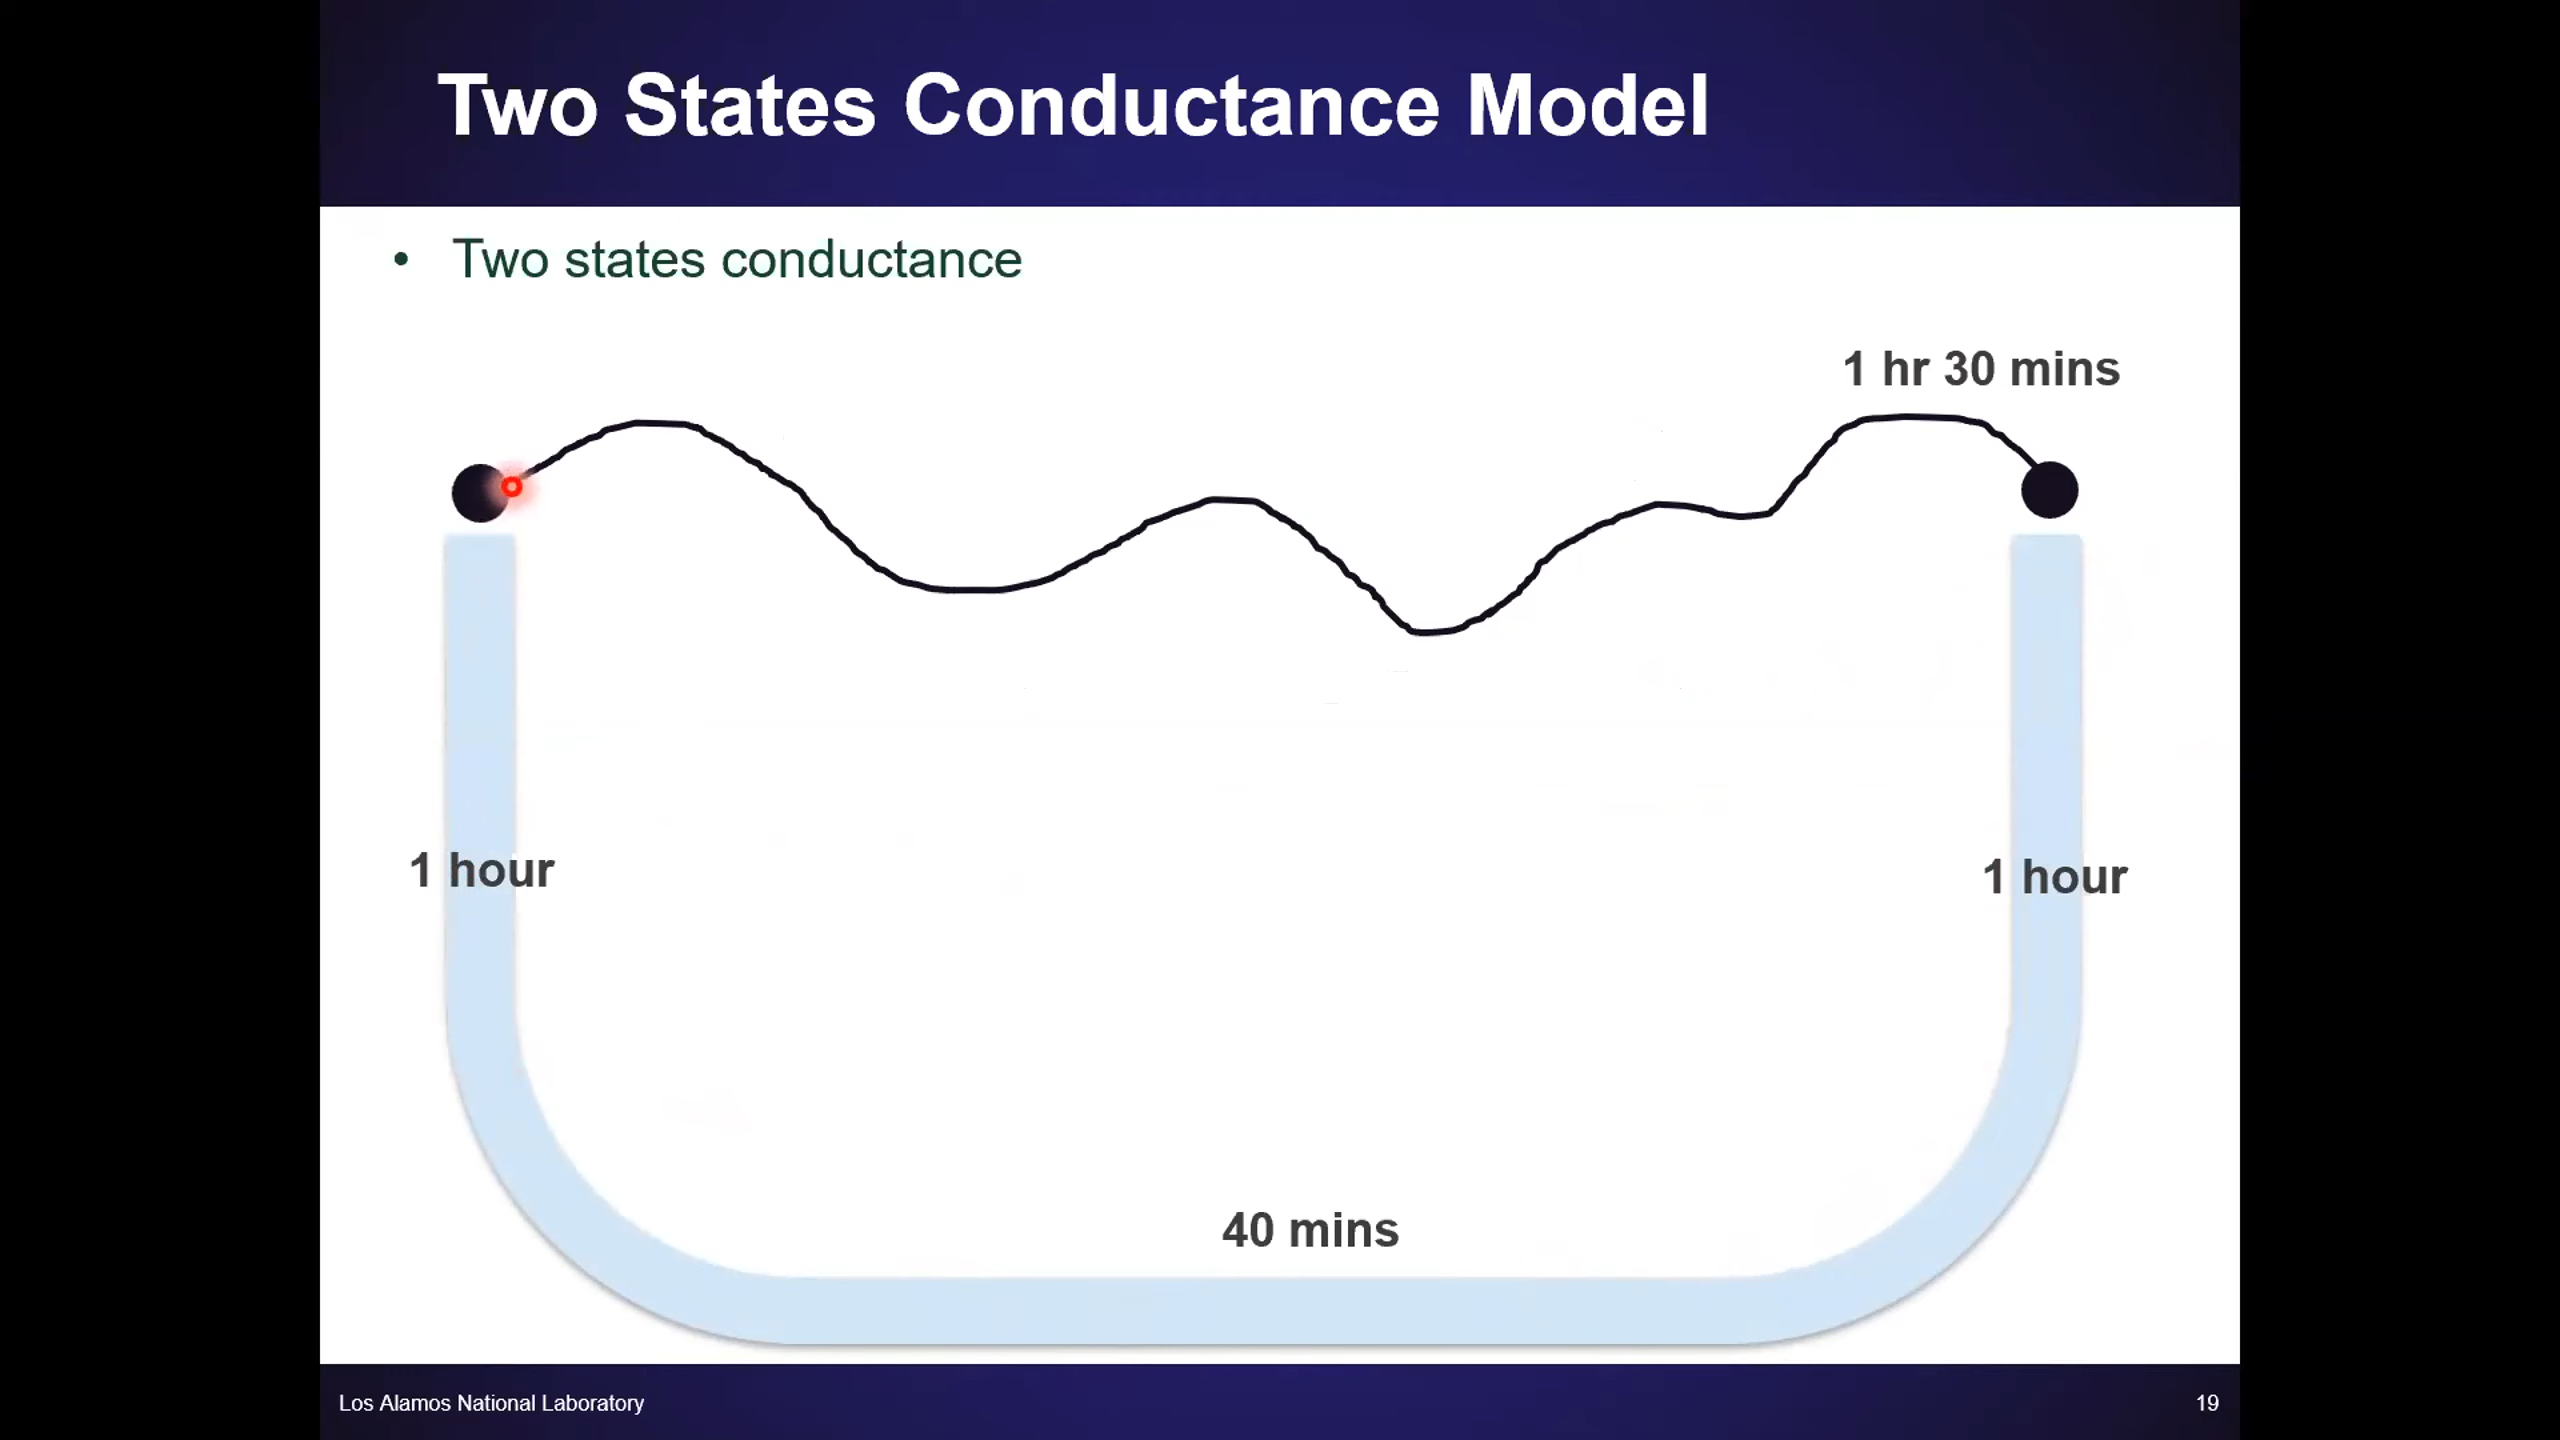 Two States Conductance Model
• Two states conductance
1 hr 30 mins
1 hour
1 hour
40 mins
Los Alamos National Laboratory
19